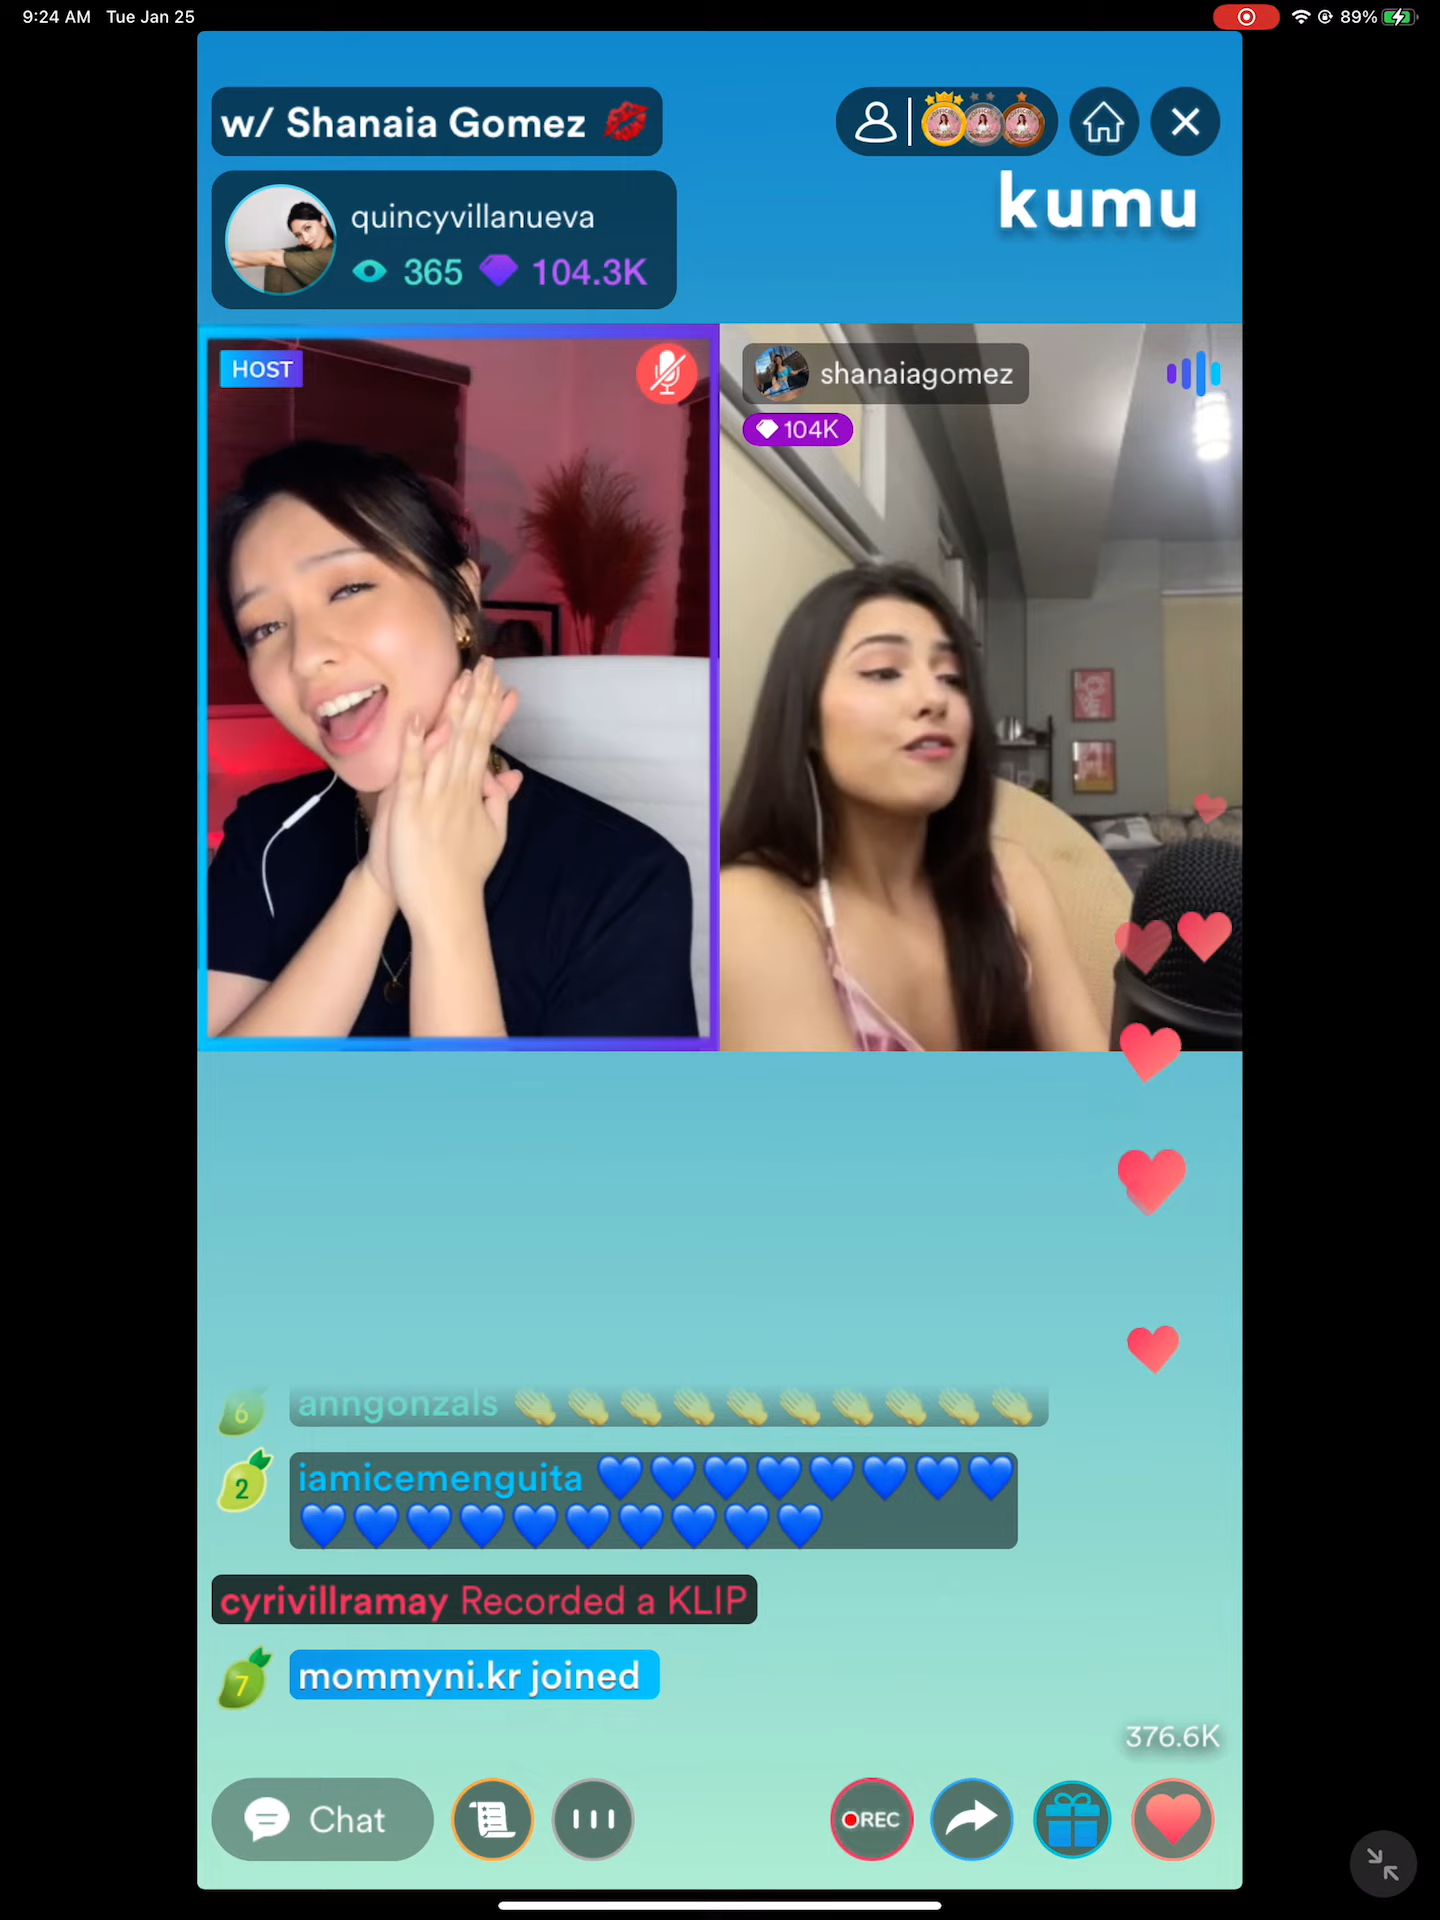 9:24 AM Tue Jan 25
89%
w/ Shanaia Gomez
kumu
quincyvillanueva
365 104.3K
HOST
shanaiagomez
104K
6 anngonzals
2 iamicemenguita
cyrivillramay Recorded a KLIP
7 mommyni.kr joined
376.6K
Chat
REC